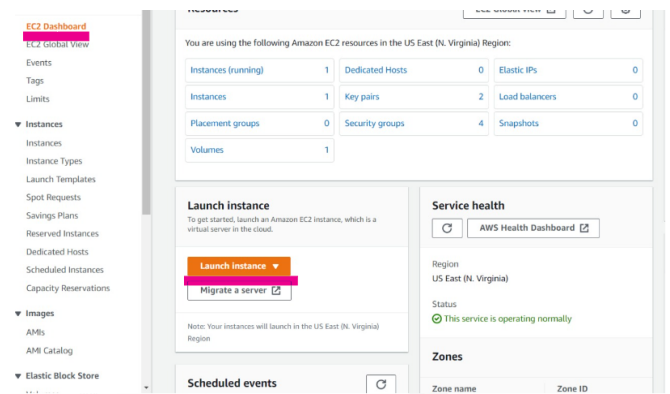 EC2 Dashboard
EC2 Global View
Events
Tags
Limits
Instances
Instances
Instance Types
Launch Templates
Spot Requests
Savings Plans
Reserved Instances
Dedicated Hosts
Scheduled Instances
Capacity Reservations
Images
AMIs
AMI Catalog
Elastic Block Store
Resources
EC2 Global View
You are using the following Amazon EC2 resources in the US East (N. Virginia) Region:
Instances (running) 1 Dedicated Hosts 0 Elastic IPs 0
Instances 1 Key pairs 2 Load balancers 0
Placement groups 0 Security groups 4 Snapshots 0
Volumes 1
Launch instance
To get started, launch an Amazon EC2 instance, which is a
virtual server in the cloud.
Launch instance
Migrate a server
Note: Your instances will launch in the US East (N. Virginia)
Region
Scheduled events
Service health
AWS Health Dashboard
Region
US East (N. Virginia)
Status
This service is operating normally
Zones
Zone name Zone ID